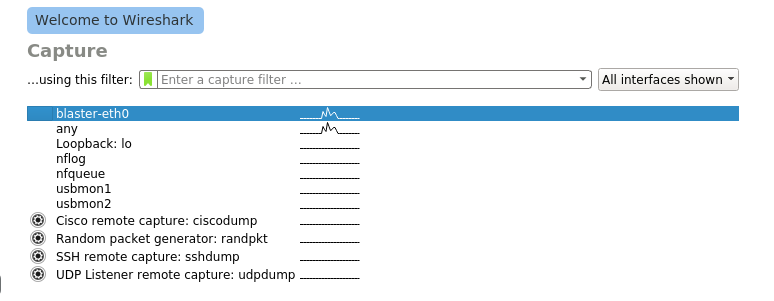 Welcome to Wireshark
Capture
...using this filter: Enter a capture filter ... All interfaces shown
blaster-eth0
any
Loopback: lo
nflog
nfqueue
usbmon1
usbmon2
Cisco remote capture: ciscodump
Random packet generator: randpkt
SSH remote capture: sshdump
UDP Listener remote capture: udpdump